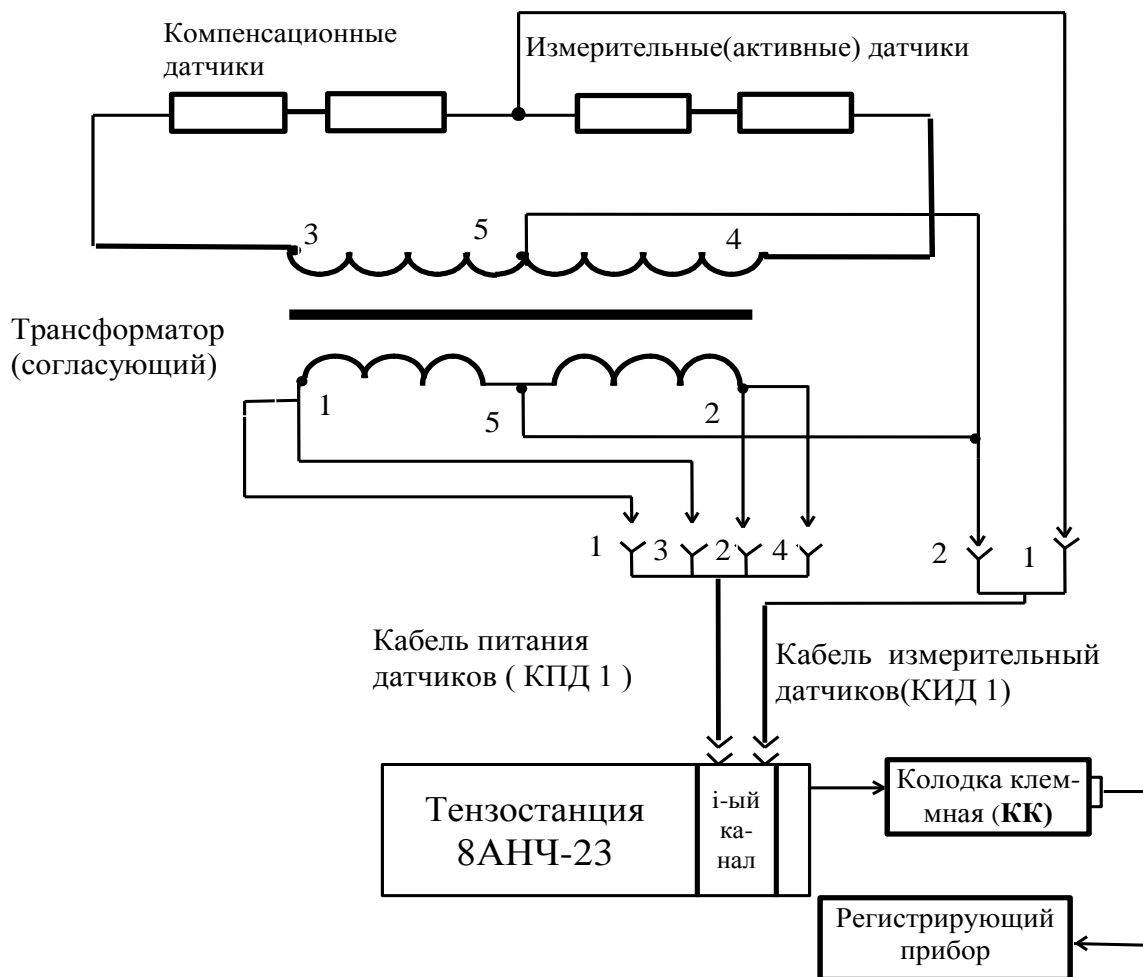 Компенсационные
датчики
Измерительные(активные) датчики
3
5
4
Трансформатор
(согласующий)
1
5
2
1
3
2
4
2
1
Кабель питания
датчиков ( КПД 1 )
Кабель измерительный
датчиков(КИД 1)
Тензостанция
8АНЧ-23
i-ый
ка-
нал
Колодка клем-
мная (КК)
Регистрирующий
прибор